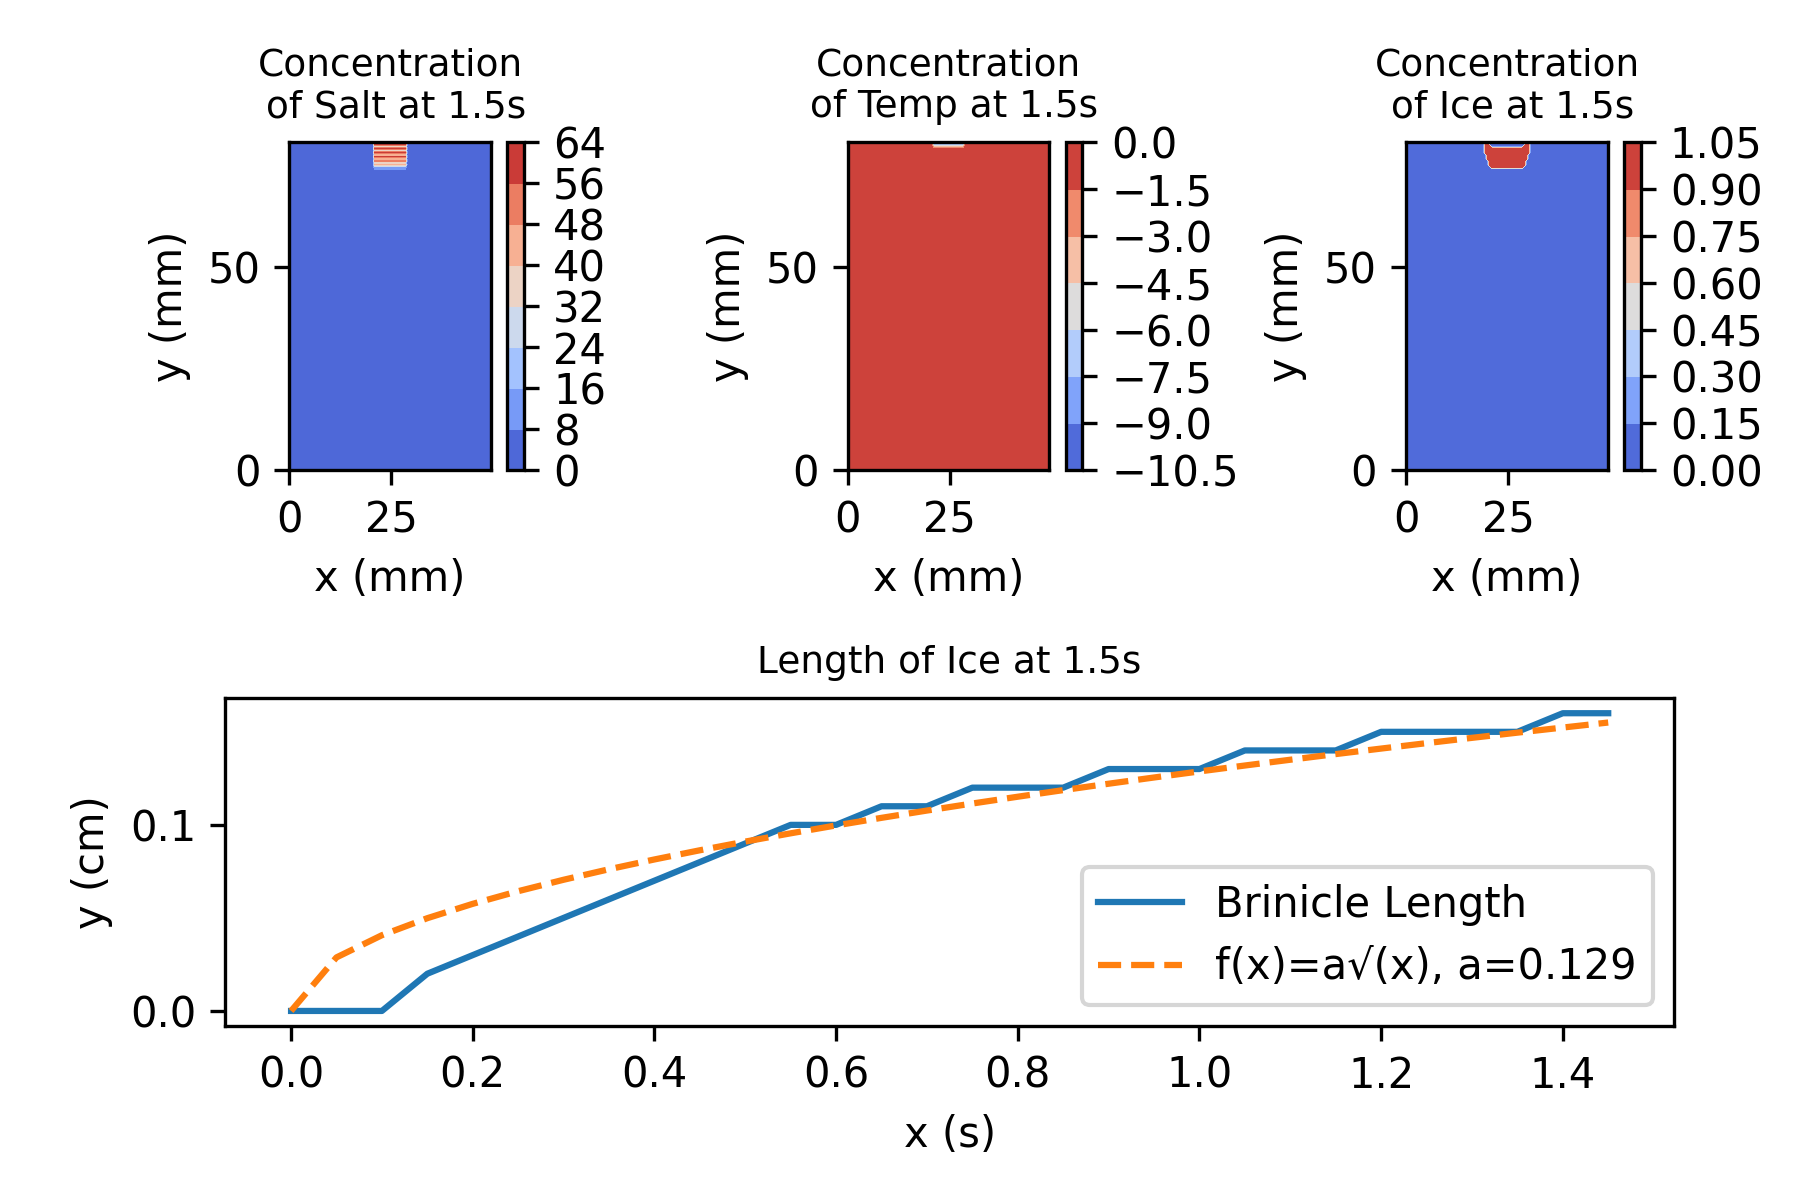 Concentration
of Salt at 1.5s
64
56
48
40
32
24
16
8
0
50
0
y (mm)
0 25
x (mm)
Concentration
of Temp at 1.5s
0.0
−1.5
−3.0
−4.5
−6.0
−7.5
−9.0
−10.5
50
0
y (mm)
0 25
x (mm)
Concentration
of Ice at 1.5s
1.05
0.90
0.75
0.60
0.45
0.30
0.15
0.00
50
0
y (mm)
0 25
x (mm)
Length of Ice at 1.5s
0.1
0.0
y (cm)
Brinicle Length
f(x)=a√(x), a=0.129
0.0 0.2 0.4 0.6 0.8 1.0 1.2 1.4
x (s)